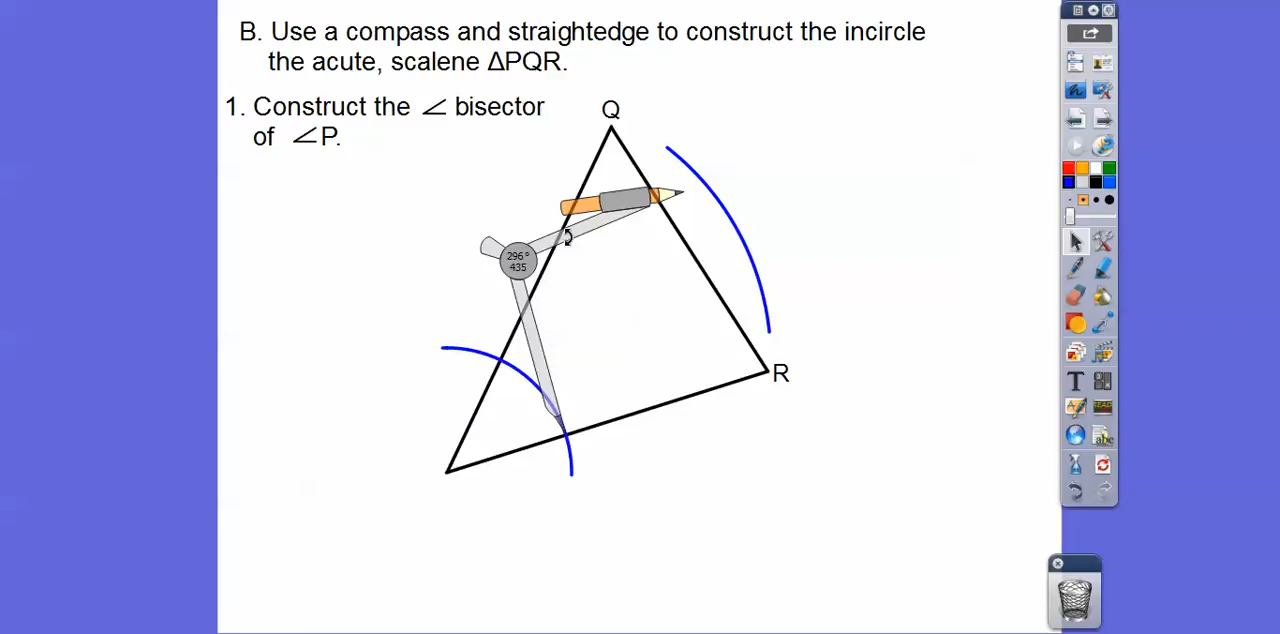 B. Use a compass and straightedge to construct the incircle
the acute, scalene ΔPQR.
1. Construct the ∠ bisector
of ∠P.
Q
296°
435
R
T
abc